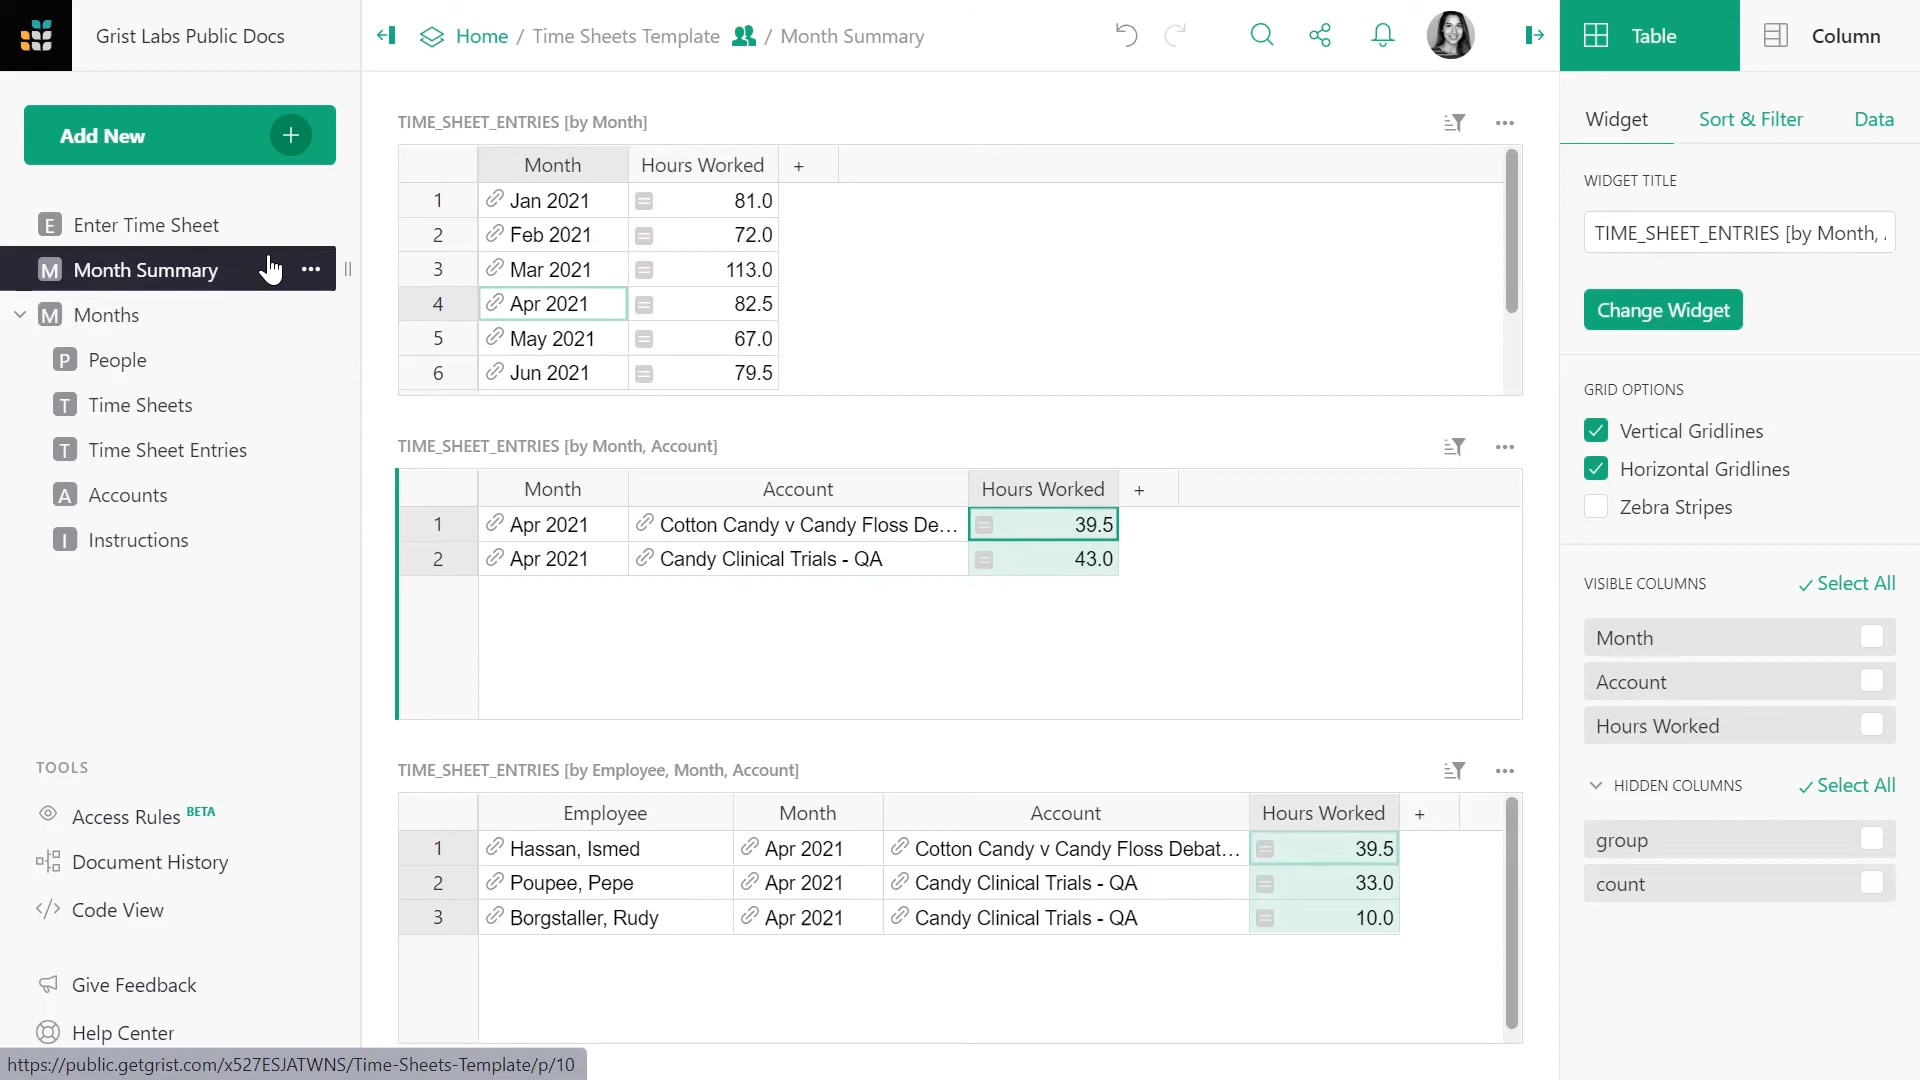 Grist Labs Public Docs
Home / Time Sheets Template / Month Summary
Table
Column
Add New
+
E Enter Time Sheet
M Month Summary
M Months
P People
T Time Sheets
T Time Sheet Entries
A Accounts
I Instructions
TOOLS
Access Rules BETA
Document History
</> Code View
Give Feedback
Help Center
https://public.getgrist.com/x527ESJATWNS/Time-Sheets-Template/p/10
TIME_SHEET_ENTRIES [by Month]
Month Hours Worked +
1 Jan 2021 = 81.0
2 Feb 2021 = 72.0
3 Mar 2021 = 113.0
4 Apr 2021 = 82.5
5 May 2021 = 67.0
6 Jun 2021 = 79.5
TIME_SHEET_ENTRIES [by Month, Account]
Month Account Hours Worked +
1 Apr 2021 Cotton Candy v Candy Floss De... = 39.5
2 Apr 2021 Candy Clinical Trials - QA = 43.0
TIME_SHEET_ENTRIES [by Employee, Month, Account]
Employee Month Account Hours Worked +
1 Hassan, Ismed Apr 2021 Cotton Candy v Candy Floss Debat... = 39.5
2 Poupee, Pepe Apr 2021 Candy Clinical Trials - QA = 33.0
3 Borgstaller, Rudy Apr 2021 Candy Clinical Trials - QA = 10.0
Widget Sort & Filter Data
WIDGET TITLE
TIME_SHEET_ENTRIES [by Month, .
Change Widget
GRID OPTIONS
Vertical Gridlines
Horizontal Gridlines
Zebra Stripes
VISIBLE COLUMNS Select All
Month
Account
Hours Worked
HIDDEN COLUMNS Select All
group
count